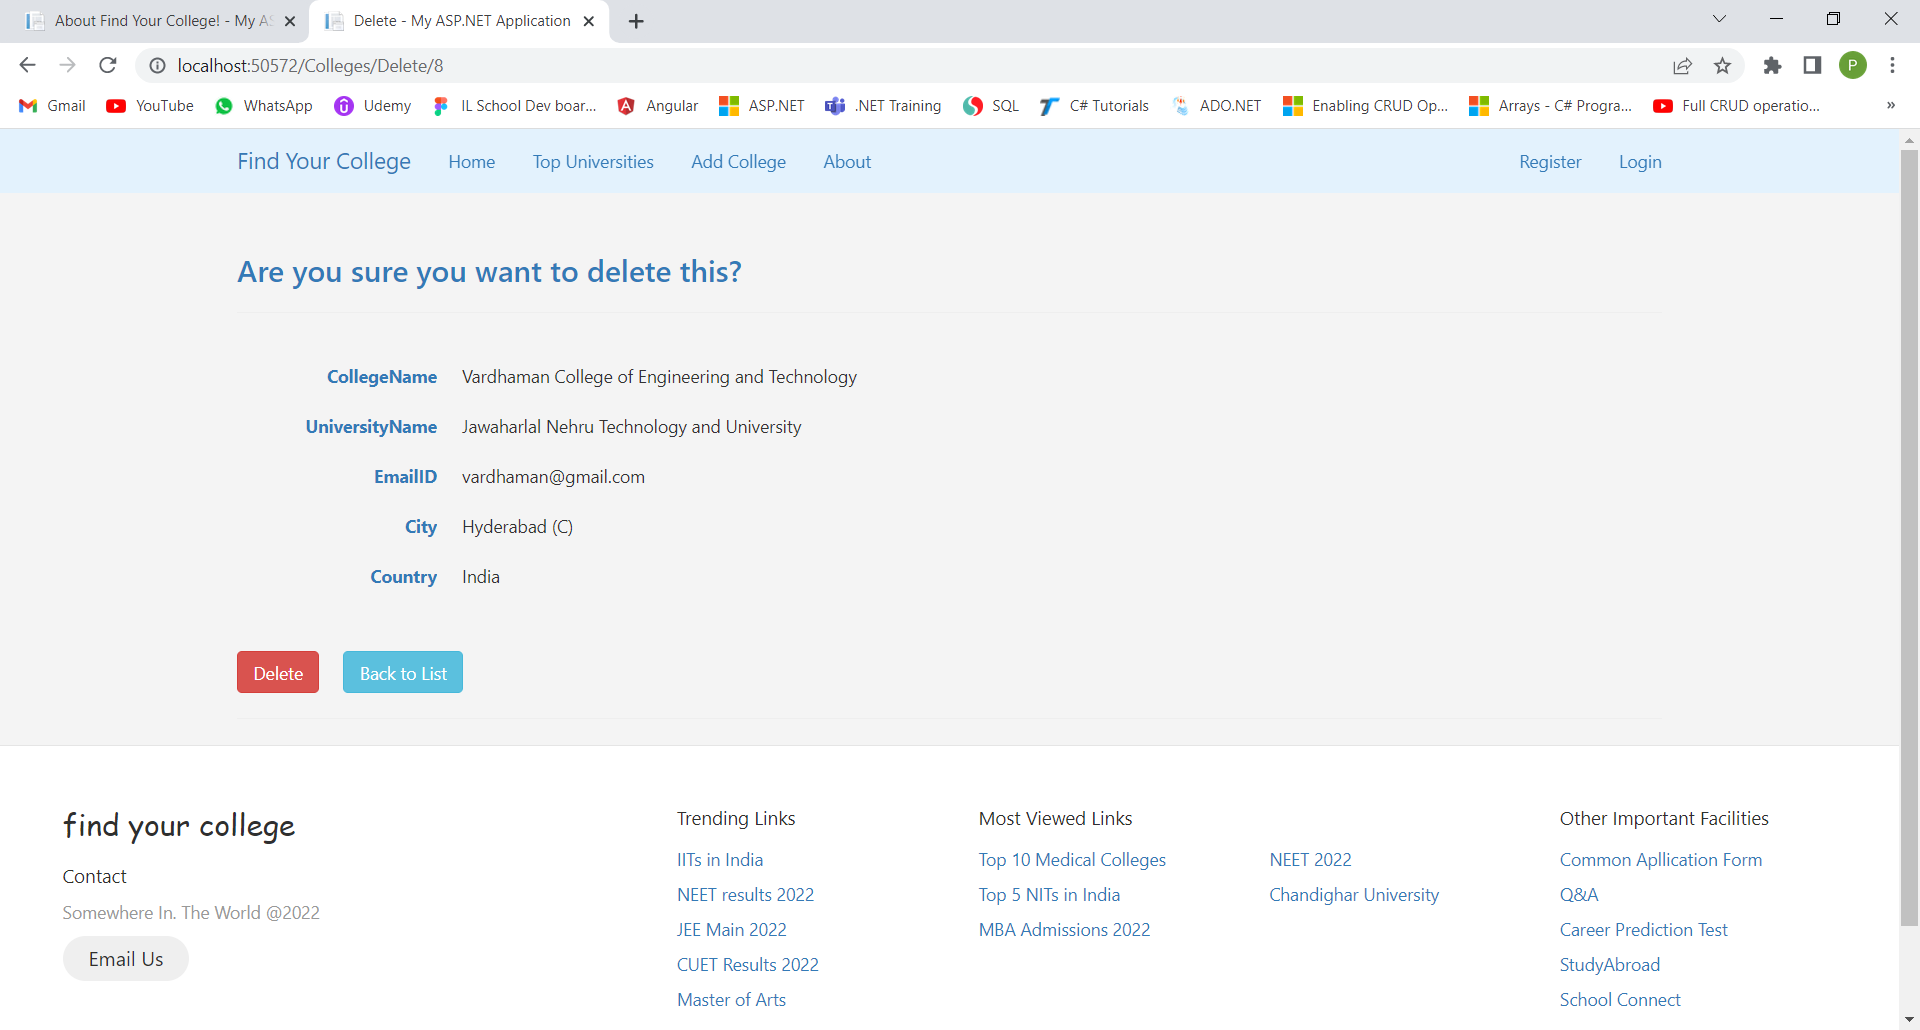 About Find Your College! - My AS
Delete - My ASP.NET Application
localhost:50572/Colleges/Delete/8
P
Gmail YouTube WhatsApp Udemy IL School Dev boar... Angular ASP.NET .NET Training SQL C# Tutorials ADO.NET Enabling CRUD Op... Arrays - C# Progra... Full CRUD operatio... »
Find Your College Home Top Universities Add College About Register Login
Are you sure you want to delete this?
CollegeName Vardhaman College of Engineering and Technology
UniversityName Jawaharlal Nehru Technology and University
EmailID vardhaman@gmail.com
City Hyderabad (C)
Country India
Delete Back to List
find your college
Contact
Somewhere In. The World @2022
Email Us
Trending Links
IITs in India
NEET results 2022
JEE Main 2022
CUET Results 2022
Master of Arts
Most Viewed Links
Top 10 Medical Colleges
Top 5 NITs in India
MBA Admissions 2022
NEET 2022
Chandighar University
Other Important Facilities
Common Apllication Form
Q&A
Career Prediction Test
StudyAbroad
School Connect